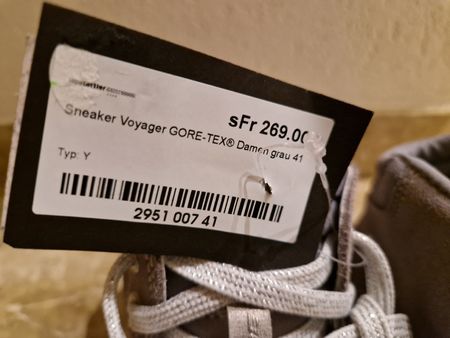 sFr 269.00
Sneaker Voyager GORE-TEX® Damen grau 41
Typ: Y
2951 007 41